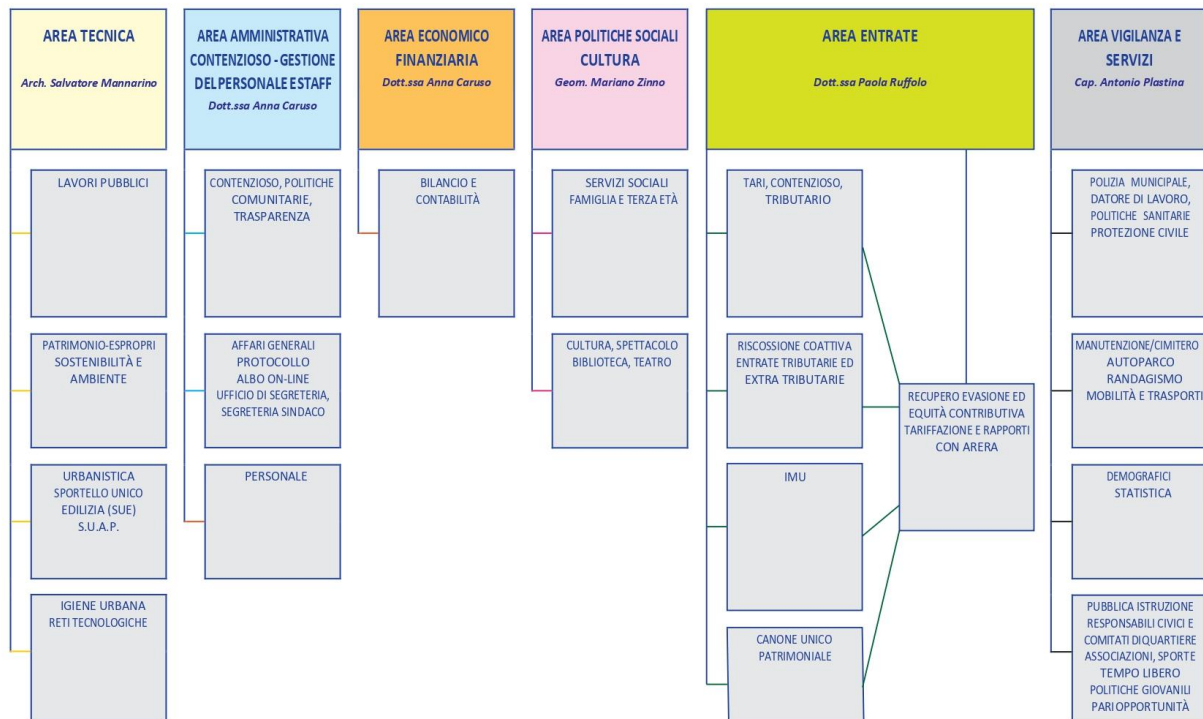 AREA TECNICA
Arch. Salvatore Mannarino
AREA AMMINISTRATIVA
CONTENZIOSO - GESTIONE
DEL PERSONALE E STAFF
Dott.ssa Anna Caruso
AREA ECONOMICO
FINANZIARIA
Dott.ssa Anna Caruso
AREA POLITICHE SOCIALI
CULTURA
Geom. Mariano Zinno
AREA ENTRATE
Dott.ssa Paola Ruffolo
AREA VIGILANZA E
SERVIZI
Cap. Antonio Plastina
LAVORI PUBBLICI
PATRIMONIO-ESPROPRI
SOSTENIBILITÀ E
AMBIENTE
URBANISTICA
SPORTELLO UNICO
EDILIZIA (SUE)
S.U.A.P.
IGIENE URBANA
RETI TECNOLOGICHE
CONTENZIOSO, POLITICHE
COMUNITARIE,
TRASPARENZA
AFFARI GENERALI
PROTOCOLLO
ALBO ON-LINE
UFFICIO DI SEGRETERIA,
SEGRETERIA SINDACO
PERSONALE
BILANCIO E
CONTABILITÀ
SERVIZI SOCIALI
FAMIGLIA E TERZA ETÀ
CULTURA, SPETTACOLO
BIBLIOTECA, TEATRO
TARI, CONTENZIOSO,
TRIBUTARIO
RISCOSSIONE COATTIVA
ENTRATE TRIBUTARIE ED
EXTRA TRIBUTARIE
IMU
CANONE UNICO
PATRIMONIALE
RECUPERO EVASIONE ED
EQUITÀ CONTRIBUTIVA
TARIFFAZIONE E RAPPORTI
CON ARERA
POLIZIA MUNICIPALE,
DATORE DI LAVORO,
POLITICHE SANITARIE
PROTEZIONE CIVILE
MANUTENZIONE/CIMITERO
AUTOPARCO
RANDAGISMO
MOBILITÀ E TRASPORTI
DEMOGRAFICI
STATISTICA
PUBBLICA ISTRUZIONE
RESPONSABILI CIVICI E
COMITATI DI QUARTIERE
ASSOCIAZIONI, SPORT E
TEMPO LIBERO
POLITICHE GIOVANILI
PARI OPPORTUNITÀ